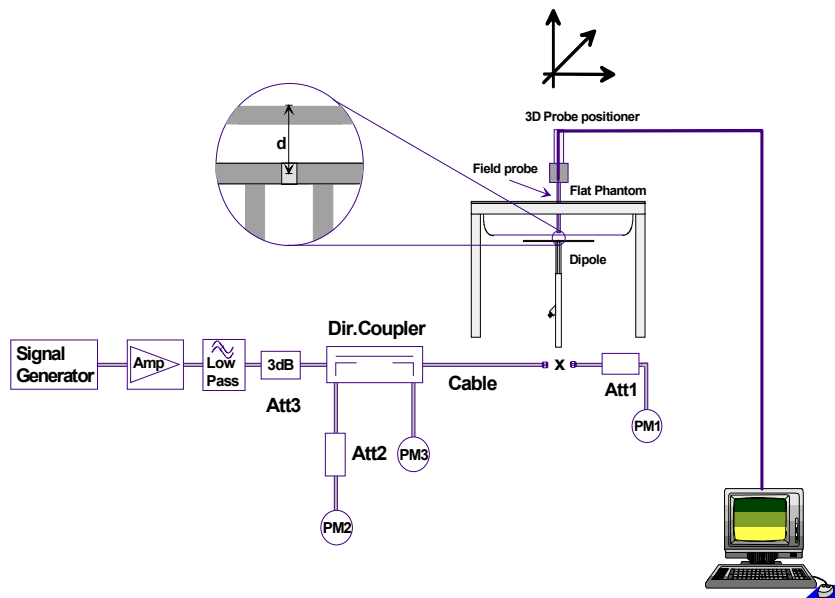 3D Probe positioner
d
Field probe
Flat Phantom
Dipole
Dir.Coupler
Signal
Generator
Amp
Low
Pass
3dB
Att3
Cable
x
Att1
PM1
Att2
PM3
PM2